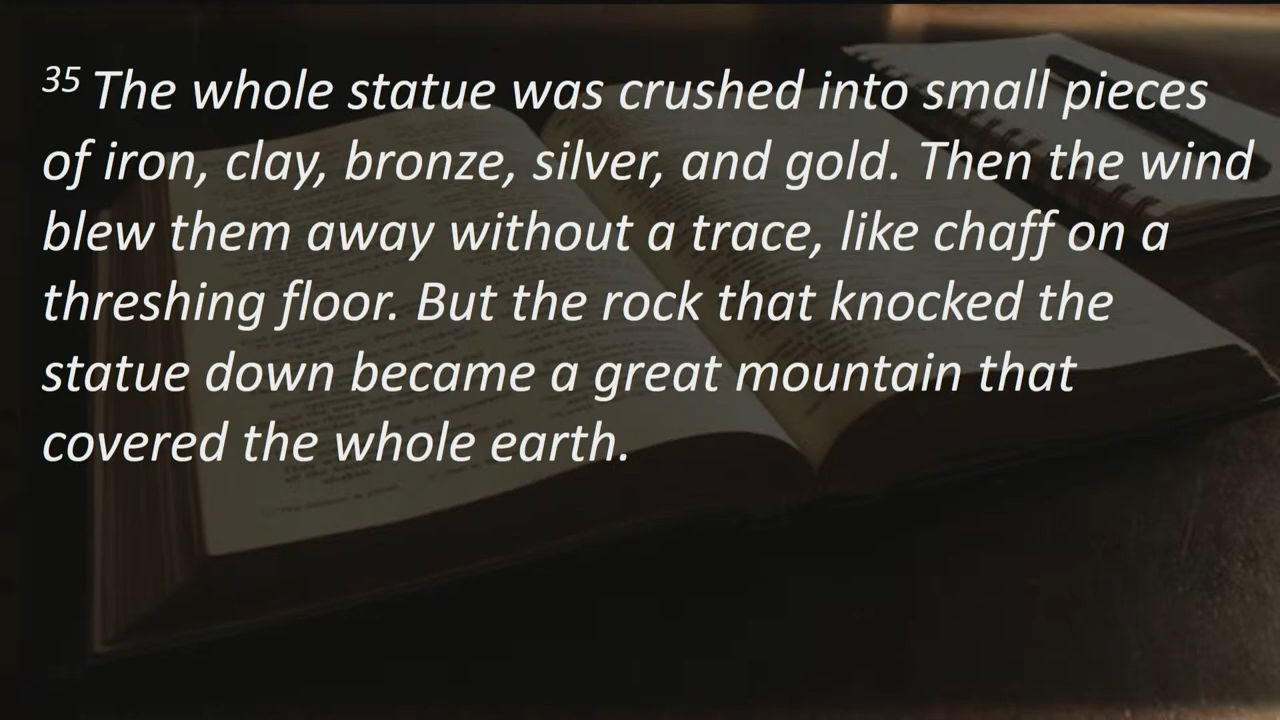 35 The whole statue was crushed into small pieces
of iron, clay, bronze, silver, and gold. Then the wind
blew them away without a trace, like chaff on a
threshing floor. But the rock that knocked the
statue down became a great mountain that
covered the whole earth.